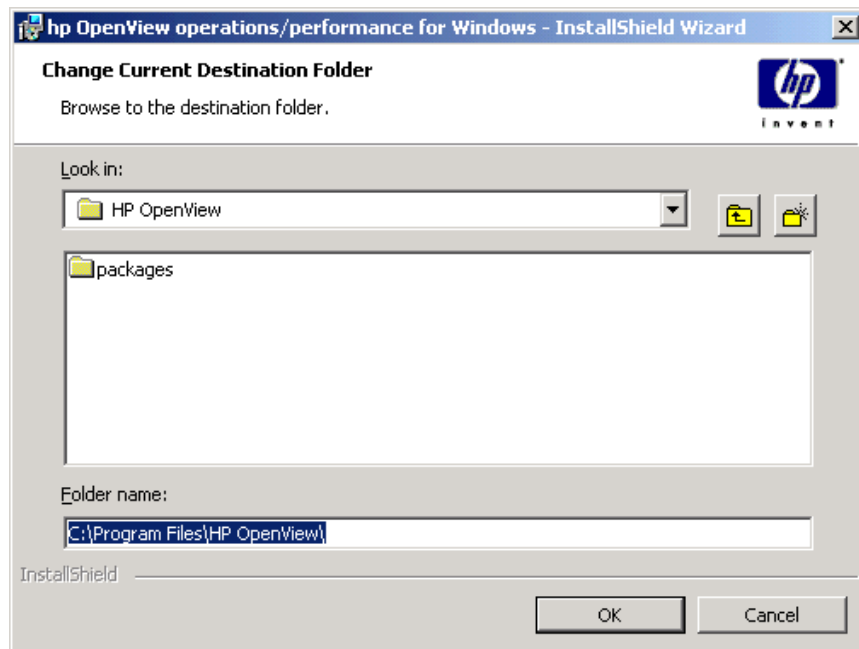 hp OpenView operations/performance for Windows - InstallShield Wizard
Change Current Destination Folder
Browse to the destination folder.
hp
invent
Look in:
HP OpenView
packages
Folder name:
C:\Program Files\HP OpenView\
InstallShield
OK
Cancel